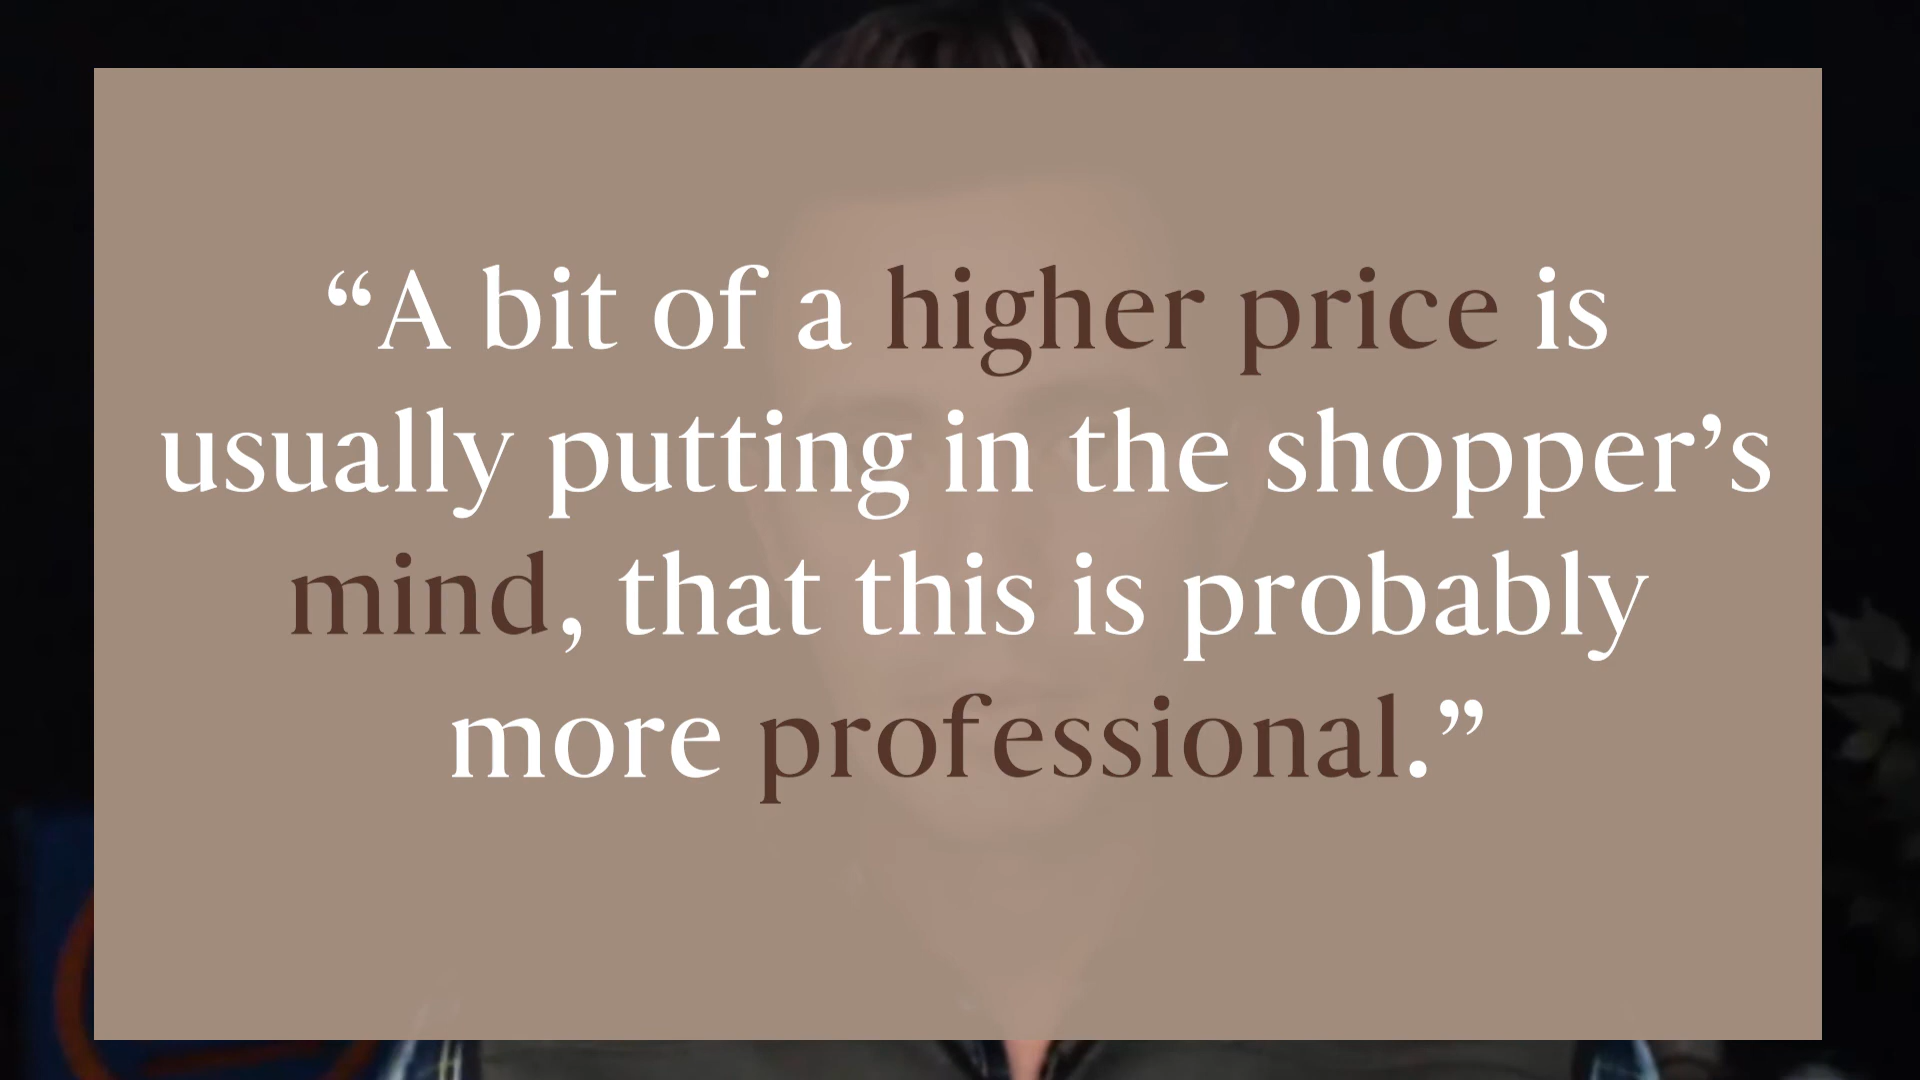 “A bit of a higher price is
usually putting in the shopper’s
mind, that this is probably
more professional.”